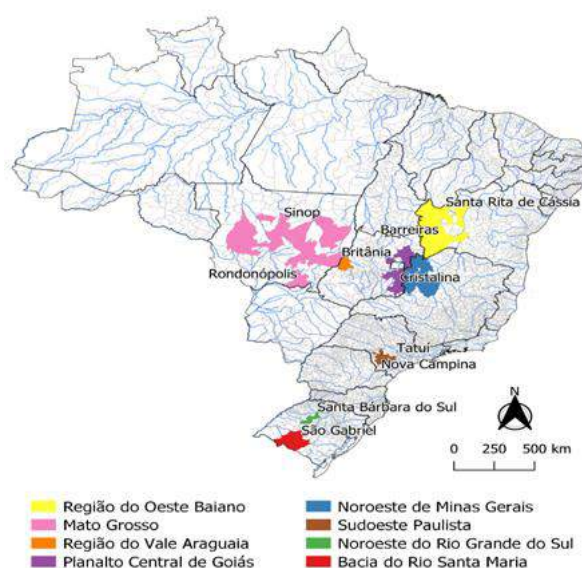 Santa Rita de Cássia
Sinop
Barreiras
Britânia
Rondonópolis
Cristalina
Tatuí
Nova Campina
Santa Bárbara do Sul
São Gabriel
N
0 250 500 km
Região do Oeste Baiano
Mato Grosso
Região do Vale Araguaia
Planalto Central de Goiás
Noroeste de Minas Gerais
Sudoeste Paulista
Noroeste do Rio Grande do Sul
Bacia do Rio Santa Maria